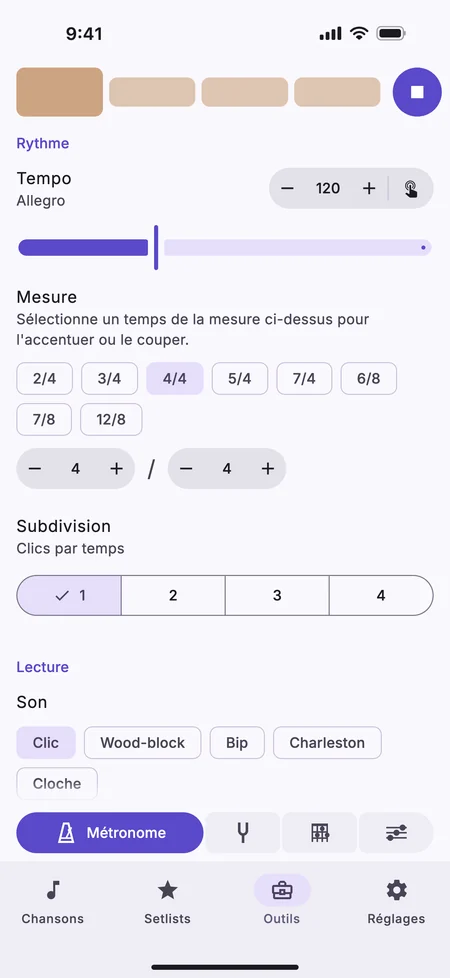 9:41
Rythme
Tempo
Allegro
120
Mesure
Sélectionne un temps de la mesure ci-dessus pour
l'accentuer ou le couper.
2/4 3/4 4/4 5/4 7/4 6/8
7/8 12/8
− 4 + / − 4 +
Subdivision
Clics par temps
1 2 3 4
Lecture
Son
Clic Wood-block Bip Charleston
Cloche
Métronome
Chansons Setlists Outils Réglages